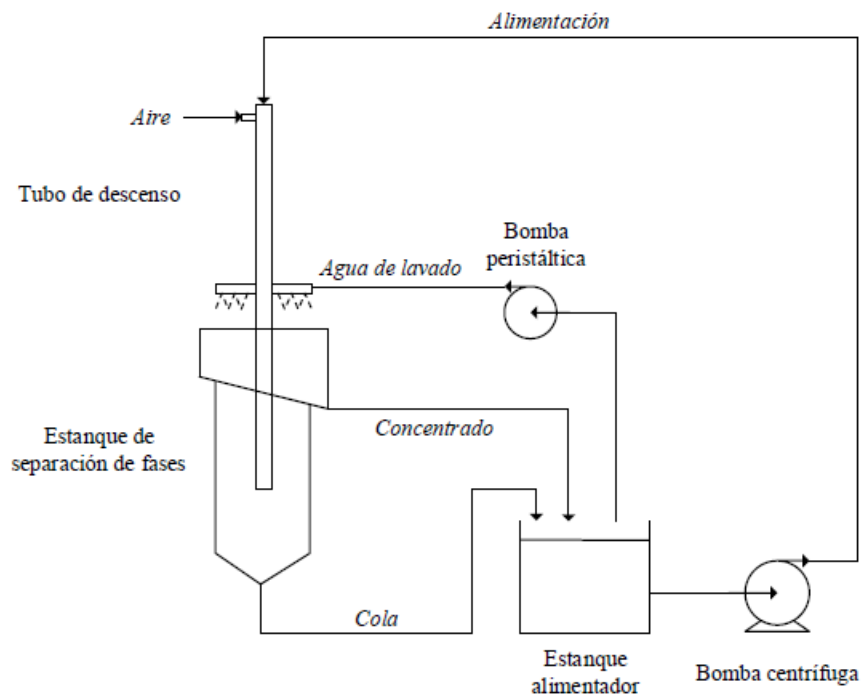 Alimentación
Aire
Tubo de descenso
Bomba
peristáltica
Agua de lavado
Concentrado
Estanque de
separación de fases
Cola
Estanque
alimentador
Bomba centrífuga